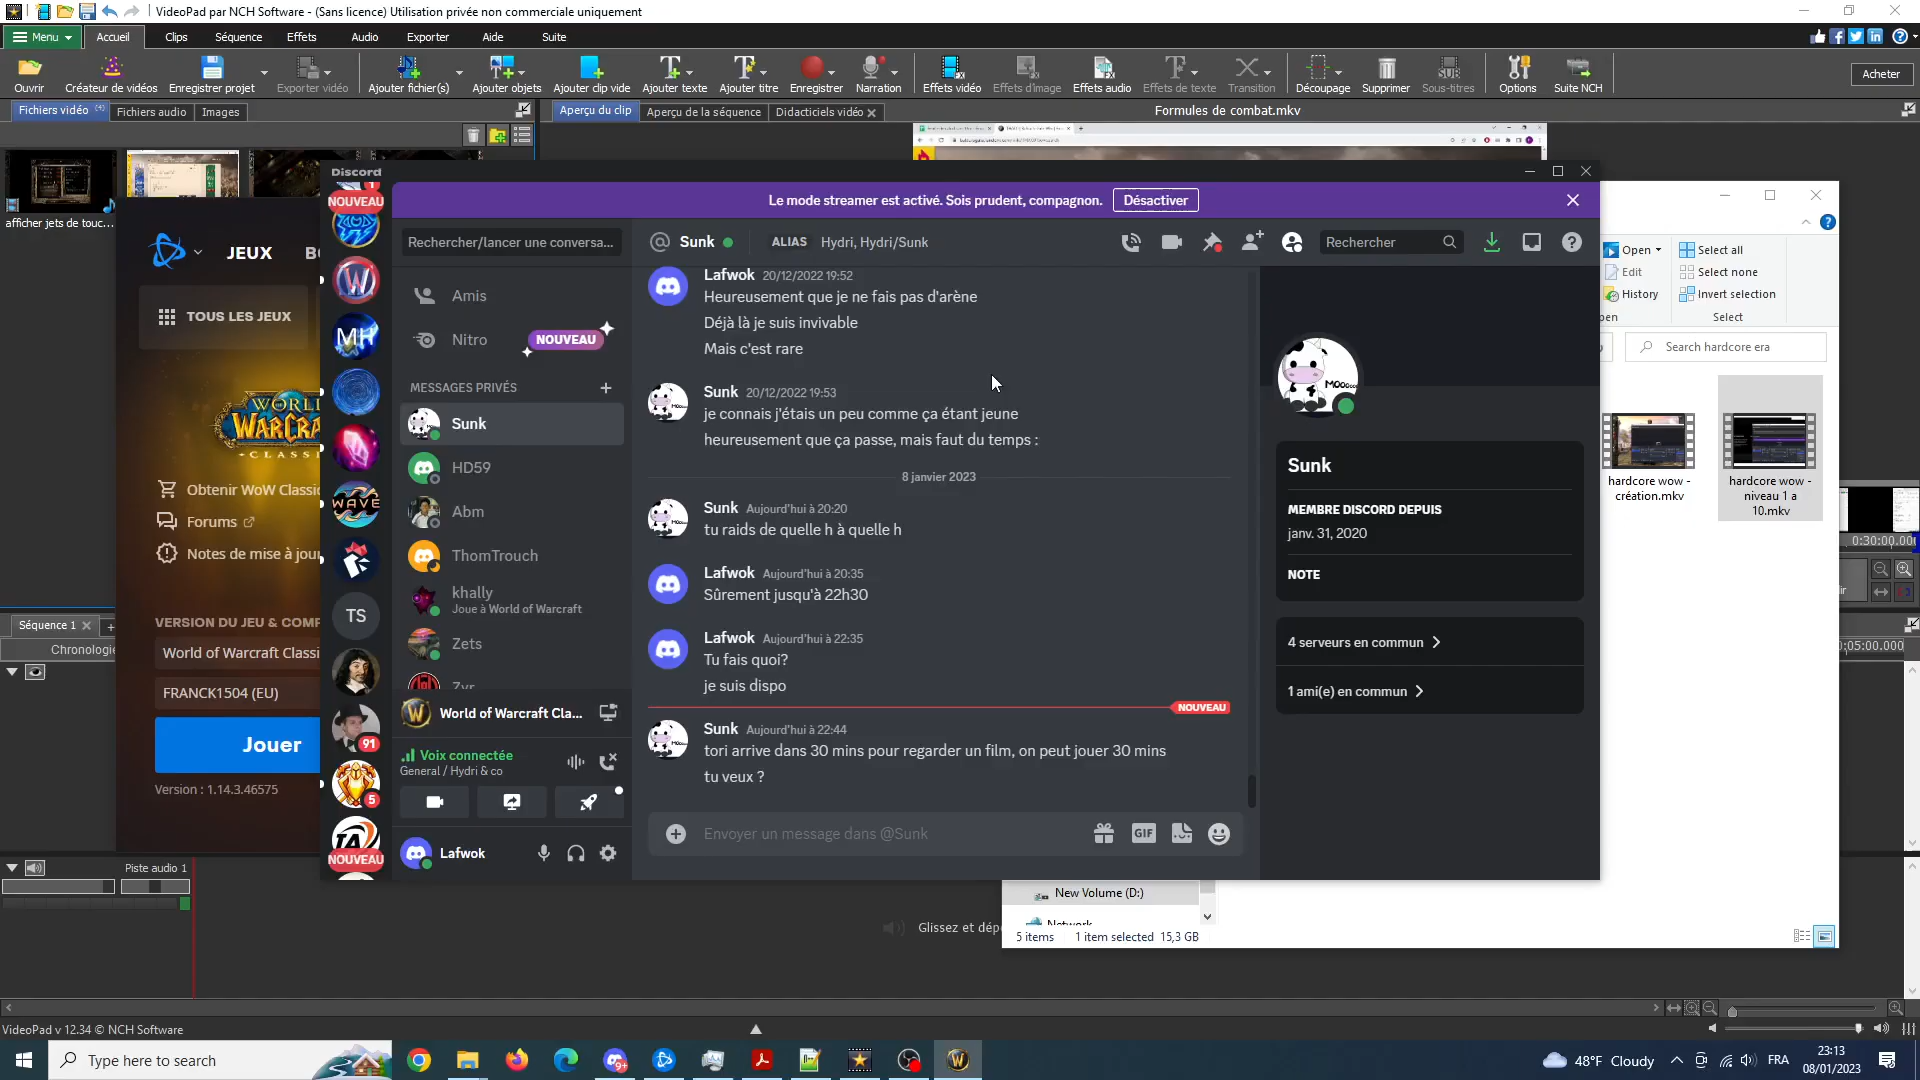 VideoPad par NCH Software - (Sans licence) Utilisation privée non commerciale uniquement
Menu
Accueil
Clips
Séquence
Effets
Audio
Exporter
Aide
Suite
Ouvrir
Créateur de vidéos
Enregistrer projet
Exporter vidéo
Ajouter fichier(s)
Ajouter objets
Ajouter clip vide
Ajouter texte
Ajouter titre
Enregistrer
Narration
Effets vidéo
Effets d'image
Effets audio
Effets de texte
Transition
Découpage
Supprimer
Sous-titres
Options
Suite NCH
Acheter
Fichiers vidéo
Fichiers audio
Images
Aperçu du clip
Aperçu de la séquence
Didacticiels vidéo
Formules de combat.mkv
afficher jets de touc...
JEUX
TOUS LES JEUX
WORLD
WARCRAFT
CLASSIC
Obtenir WoW Classic
Forums
Notes de mise à jour
VERSION DU JEU & COMP
World of Warcraft Classi
FRANCK1504 (EU)
Jouer
Version : 1.14.3.46575
Séquence 1
Chronologie
Piste audio 1
Glissez et dépo
VideoPad v 12.34 © NCH Software
Discord
NOUVEAU
MH
WAVE
TS
91
5
NOUVEAU
Le mode streamer est activé. Sois prudent, compagnon.
Désactiver
Rechercher/lancer une conversa...
Amis
Nitro
NOUVEAU
MESSAGES PRIVÉS
Sunk
HD59
Abm
ThomTrouch
khally
Joue à World of Warcraft
Zets
Zyr
World of Warcraft Cla...
Voix connectée
General / Hydri & co
Lafwok
Sunk
ALIAS
Hydri, Hydri/Sunk
Rechercher
Lafwok 20/12/2022 19:52
Heureusement que je ne fais pas d'arène
Déjà là je suis invivable
Mais c'est rare
Sunk 20/12/2022 19:53
je connais j'étais un peu comme ça étant jeune
heureusement que ça passe, mais faut du temps :
8 janvier 2023
Sunk Aujourd'hui à 20:20
tu raids de quelle h à quelle h
Lafwok Aujourd'hui à 20:35
Sûrement jusqu'à 22h30
Lafwok Aujourd'hui à 22:35
Tu fais quoi?
je suis dispo
NOUVEAU
Sunk Aujourd'hui à 22:44
tori arrive dans 30 mins pour regarder un film, on peut jouer 30 mins
tu veux ?
Envoyer un message dans @Sunk
GIF
Sunk
MEMBRE DISCORD DEPUIS
janv. 31, 2020
NOTE
4 serveurs en commun
1 ami(e) en commun
Open
Edit
History
Select all
Select none
Invert selection
Select
Search hardcore era
hardcore wow -
création.mkv
hardcore wow -
niveau 1 a
10.mkv
New Volume (D:)
Network
5 items
1 item selected 15,3 GB
0:30:00.00
0:05:00.000
Type here to search
48°F Cloudy
FRA
23:13
08/01/2023